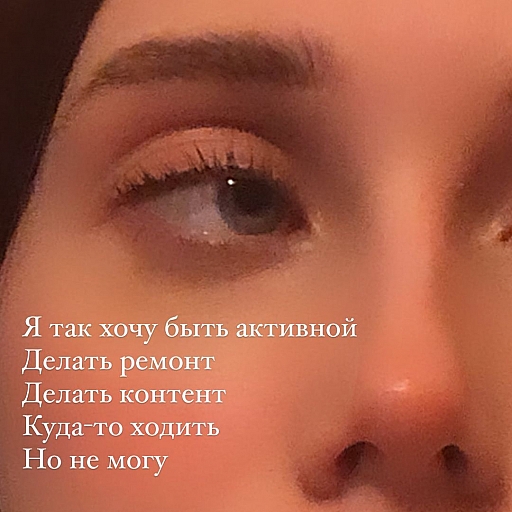 Я так хочу быть активной
Делать ремонт
Делать контент
Куда-то ходить
Но не могу